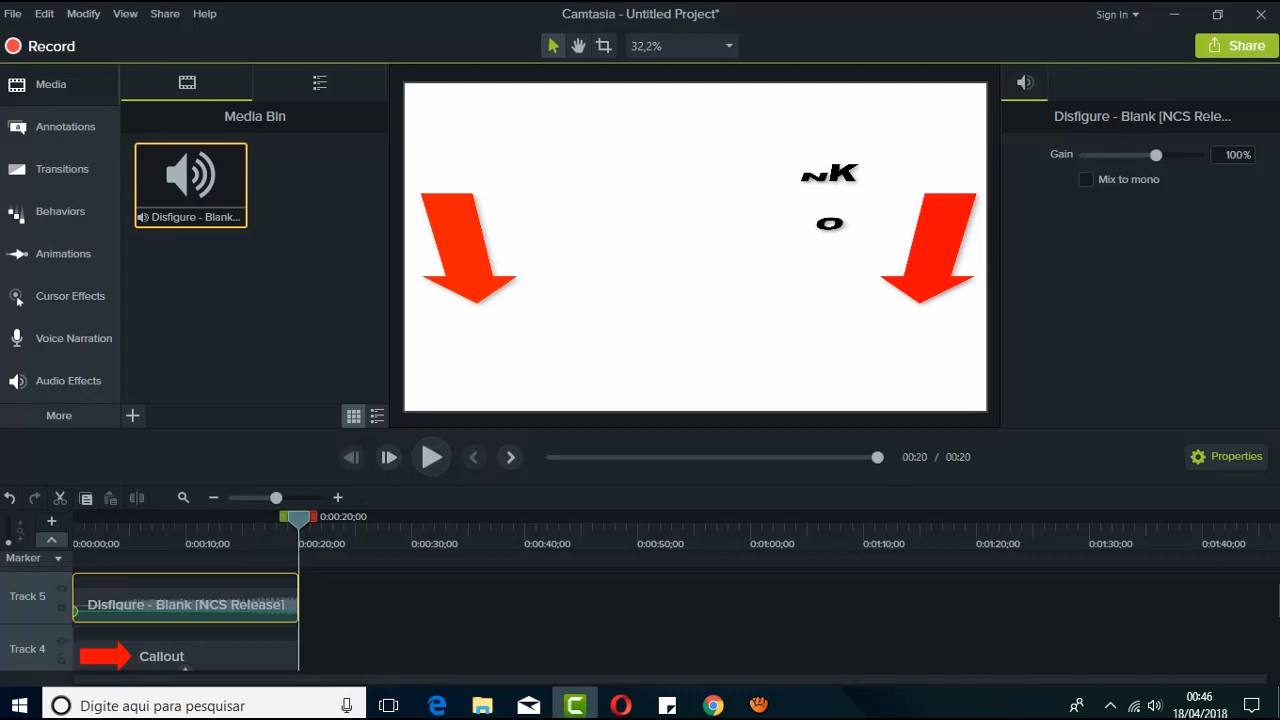 File Edit Modify View Share Help
Camtasia - Untitled Project*
Sign In
Record
32,2%
Share
Media
Annotations
Transitions
Behaviors
Animations
Cursor Effects
Voice Narration
Audio Effects
More
Media Bin
Disfigure - Blank...
NK
O
Disfigure - Blank [NCS Rele...
Gain 100%
Mix to mono
00:20 / 00:20
Properties
0:00:20;00
0:00:00;00 0:00:10;00 0:00:20;00 0:00:30;00 0:00:40;00 0:00:50;00 0:01:00;00 0:01:10;00 0:01:20;00 0:01:30;00 0:01:40;00
Marker
Track 5
Disfigure - Blank [NCS Release]
Track 4
Callout
Digite aqui para pesquisar
00:46
18/04/2018